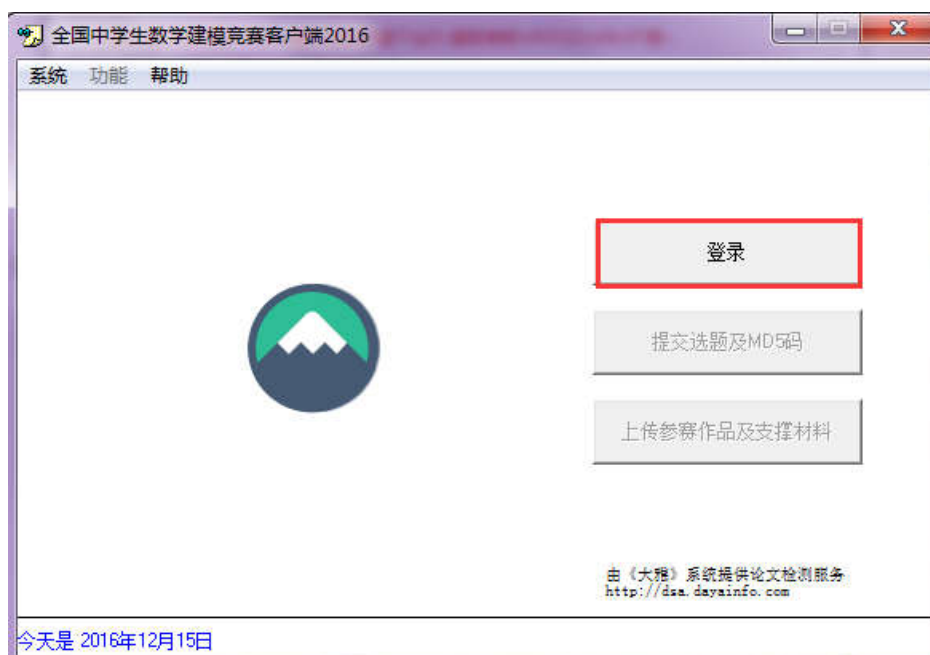 全国中学生数学建模竞赛客户端2016
系统 功能 帮助
登录
提交选题及MD5码
上传参赛作品及支撑材料
由《大雅》系统提供论文检测服务
http://dsa.dayainfo.com
今天是 2016年12月15日